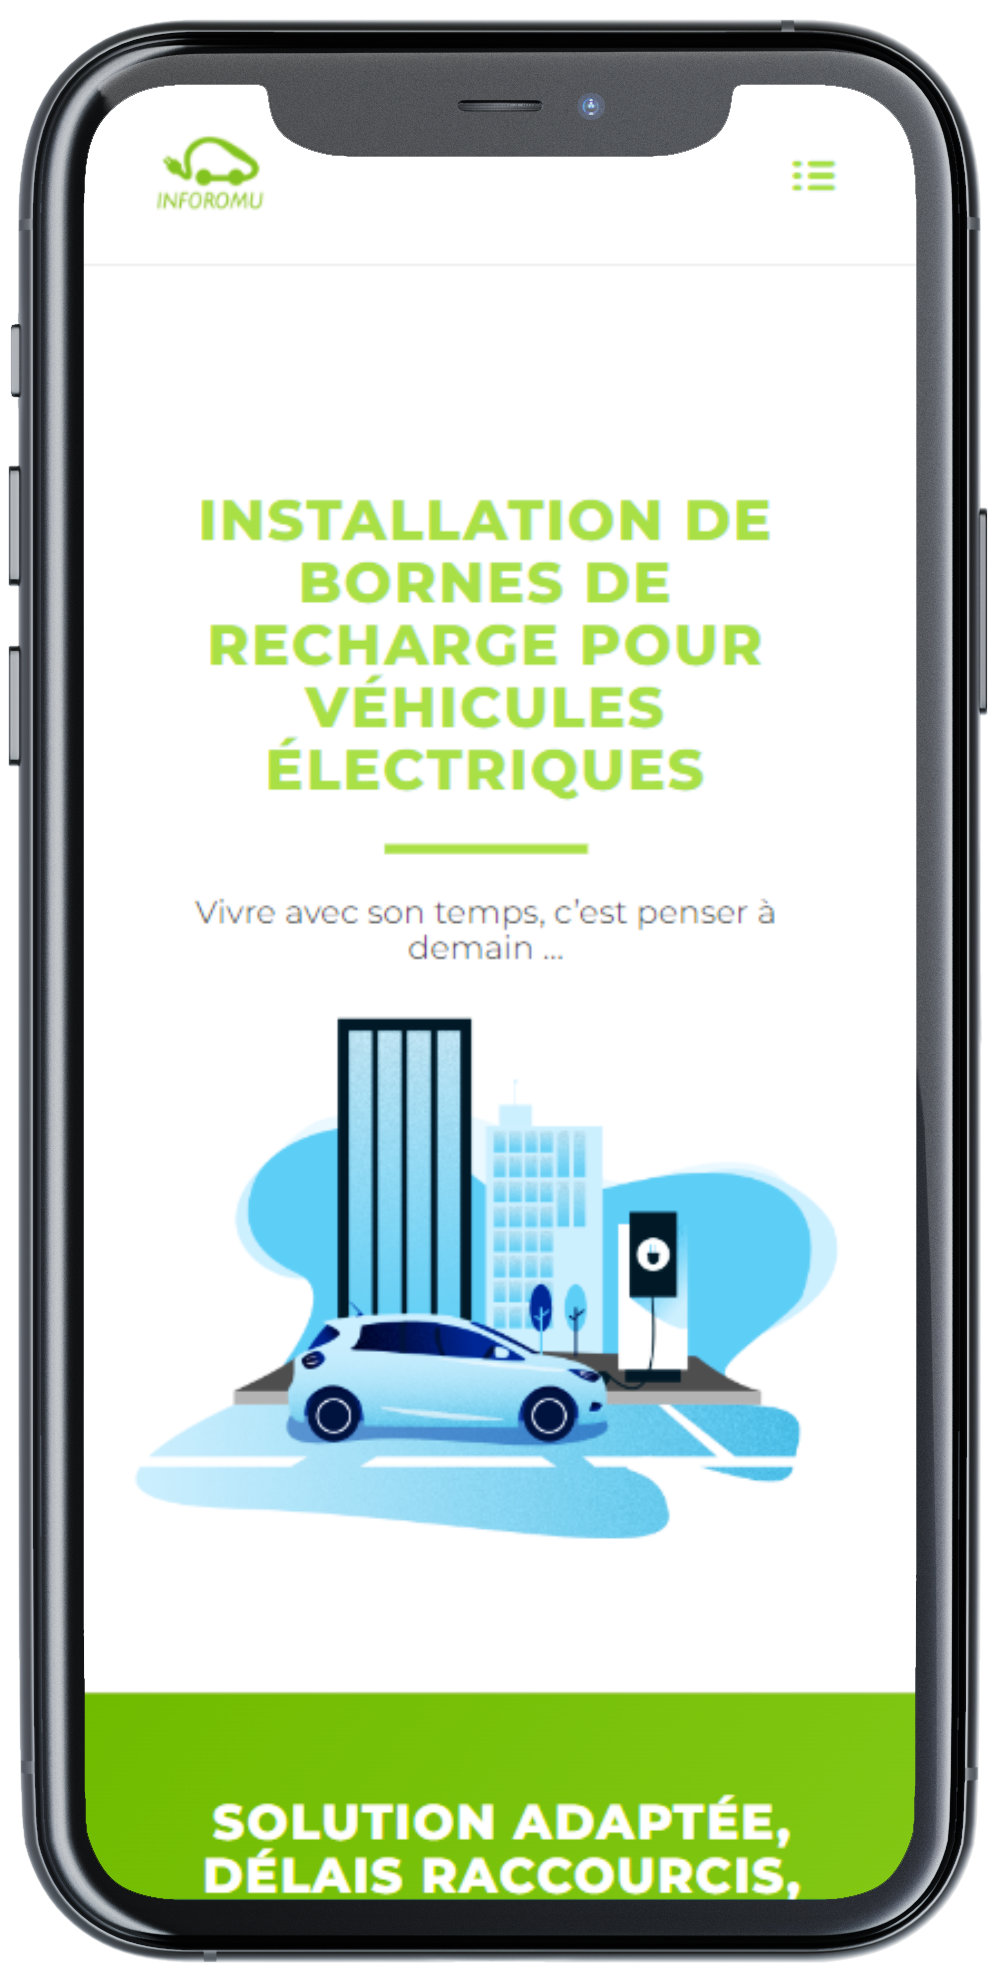 INFOROMU
INSTALLATION DE
BORNES DE
RECHARGE POUR
VÉHICULES
ÉLECTRIQUES
Vivre avec son temps, c'est penser à
demain ...
SOLUTION ADAPTÉE,
DÉLAIS RACCOURCIS,